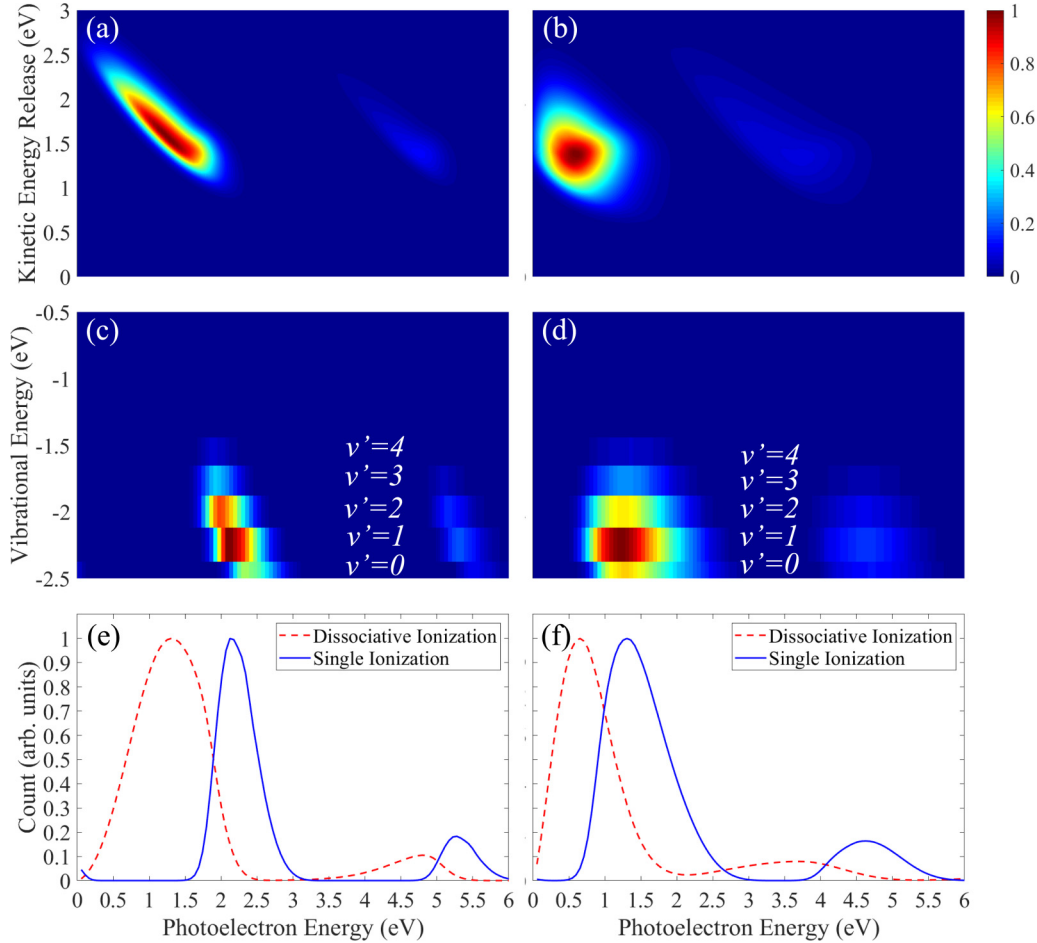 (a)
(b)
Kinetic Energy Release (eV)
3
2.5
2
1.5
1
0.5
0
1
0.8
0.6
0.4
0.2
0
(c)
(d)
Vibrational Energy (eV)
-0.5
-1
-1.5
-2
-2.5
v'=4
v'=3
v'=2
v'=1
v'=0
v'=4
v'=3
v'=2
v'=1
v'=0
(e)
Dissociative Ionization
Single Ionization
(f)
Dissociative Ionization
Single Ionization
Count (arb. units)
1
0.9
0.8
0.7
0.6
0.5
0.4
0.3
0.2
0.1
0
0 0.5 1 1.5 2 2.5 3 3.5 4 4.5 5 5.5 6
0 0.5 1 1.5 2 2.5 3 3.5 4 4.5 5 5.5 6
Photoelectron Energy (eV)
Photoelectron Energy (eV)